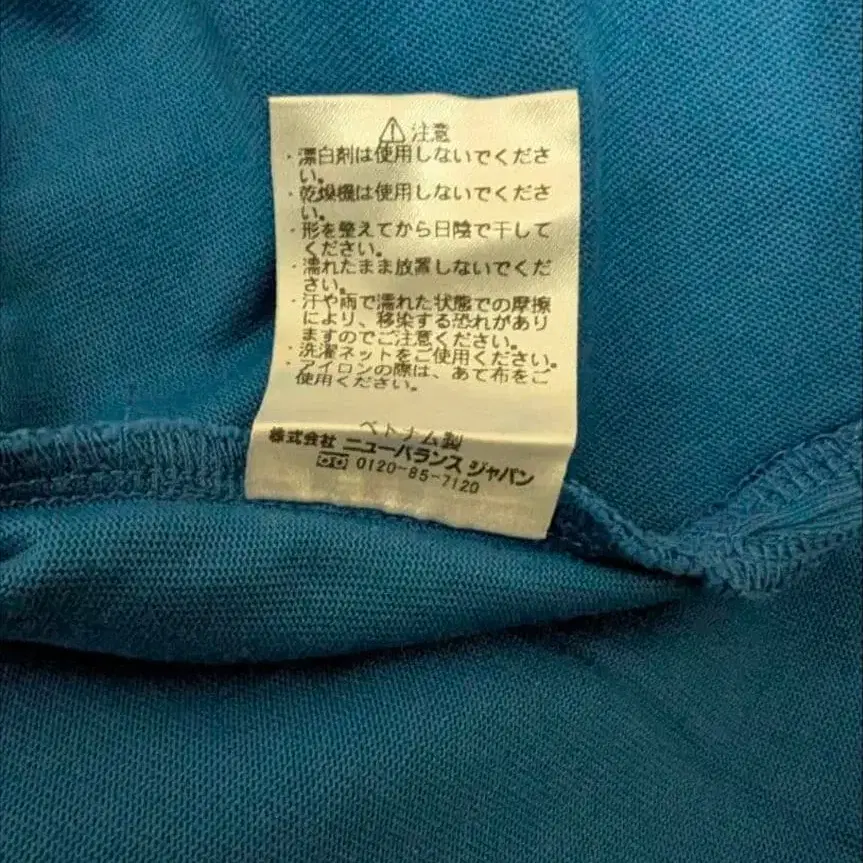 ⚠注意
・漂白剤は使用しないでくださ
い。
・乾燥機は使用しないでくださ
い。
・形を整えてから日陰で干して
ください。
・濡れたまま放置しないでくだ
さい。
・汗や雨で濡れた状態での摩擦
により、移染する恐れがあり
ますのでご注意ください。
・洗濯ネットをご使用ください。
・アイロンの際は、あて布をご
使用ください。
ベトナム製
株式会社 ニューバランス ジャパン
0120-85-7120